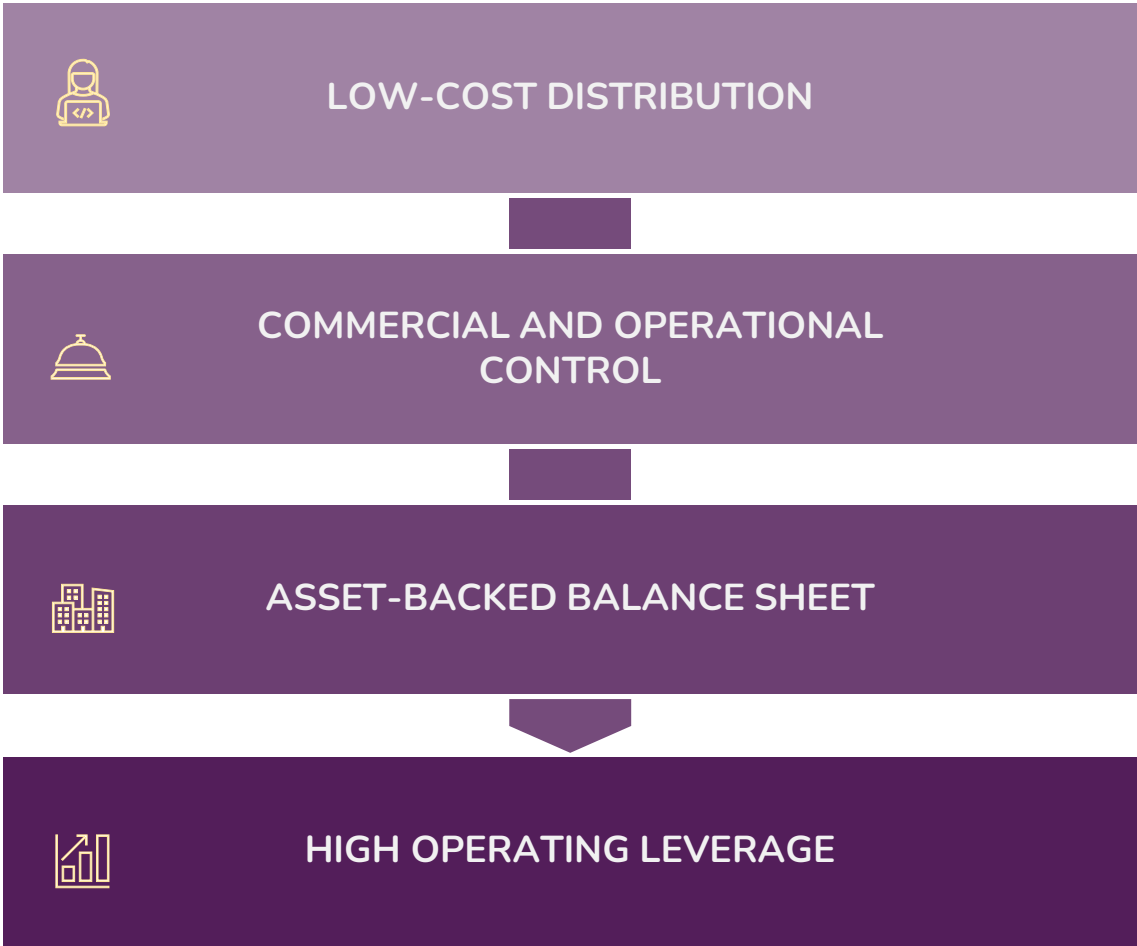 LOW-COST DISTRIBUTION
COMMERCIAL AND OPERATIONAL
CONTROL
ASSET-BACKED BALANCE SHEET
HIGH OPERATING LEVERAGE